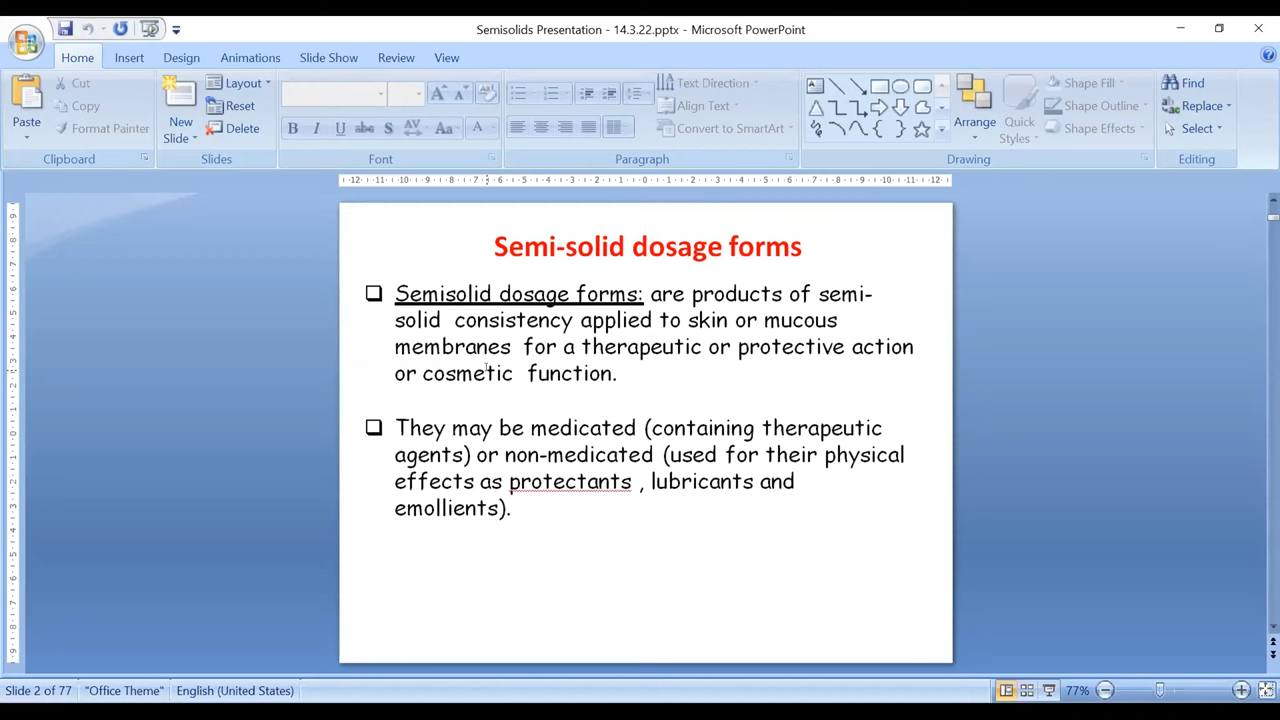 Semisolids Presentation - 14.3.22.pptx - Microsoft PowerPoint
Home Insert Design Animations Slide Show Review View
Paste
Cut
Copy
Format Painter
Clipboard
New Slide
Layout
Reset
Delete
Slides
B I U abc S AV Aa A
Font
Text Direction
Align Text
Convert to SmartArt
Paragraph
Arrange
Quick Styles
Shape Fill
Shape Outline
Shape Effects
Drawing
Find
Replace
Select
Editing
Semi-solid dosage forms
Semisolid dosage forms: are products of semi-
solid consistency applied to skin or mucous
membranes for a therapeutic or protective action
or cosmetic function.
They may be medicated (containing therapeutic
agents) or non-medicated (used for their physical
effects as protectants , lubricants and
emollients).
Slide 2 of 77 "Office Theme" English (United States) 77%